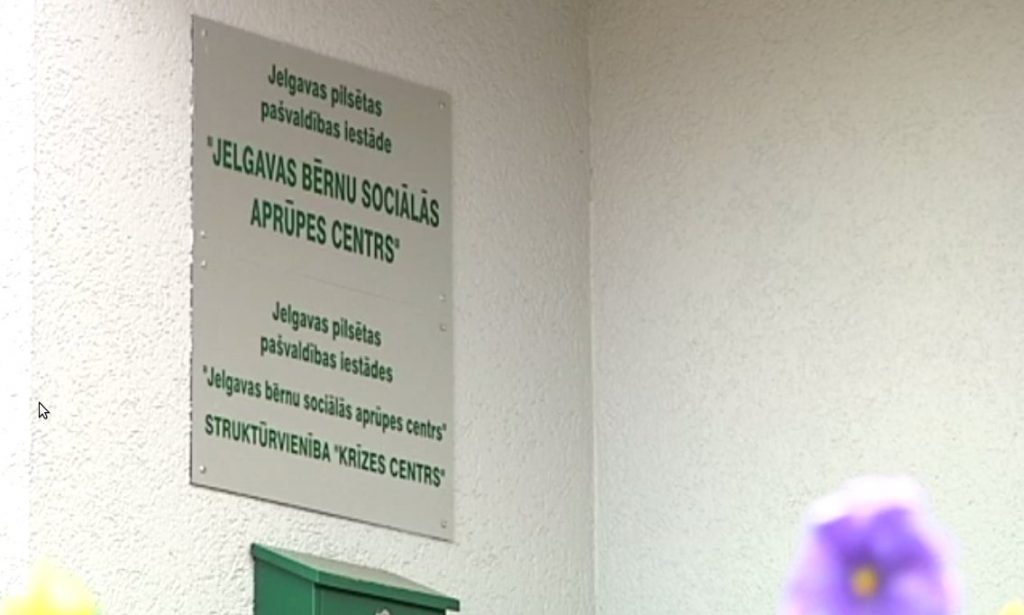 Jelgavas pilsētas
pašvaldības iestāde
"JELGAVAS BĒRNU SOCIĀLĀS
APRŪPES CENTRS"
Jelgavas pilsētas
pašvaldības iestādes
"Jelgavas bērnu sociālās aprūpes centrs"
STRUKTŪRVIENĪBA "KRĪZES CENTRS"